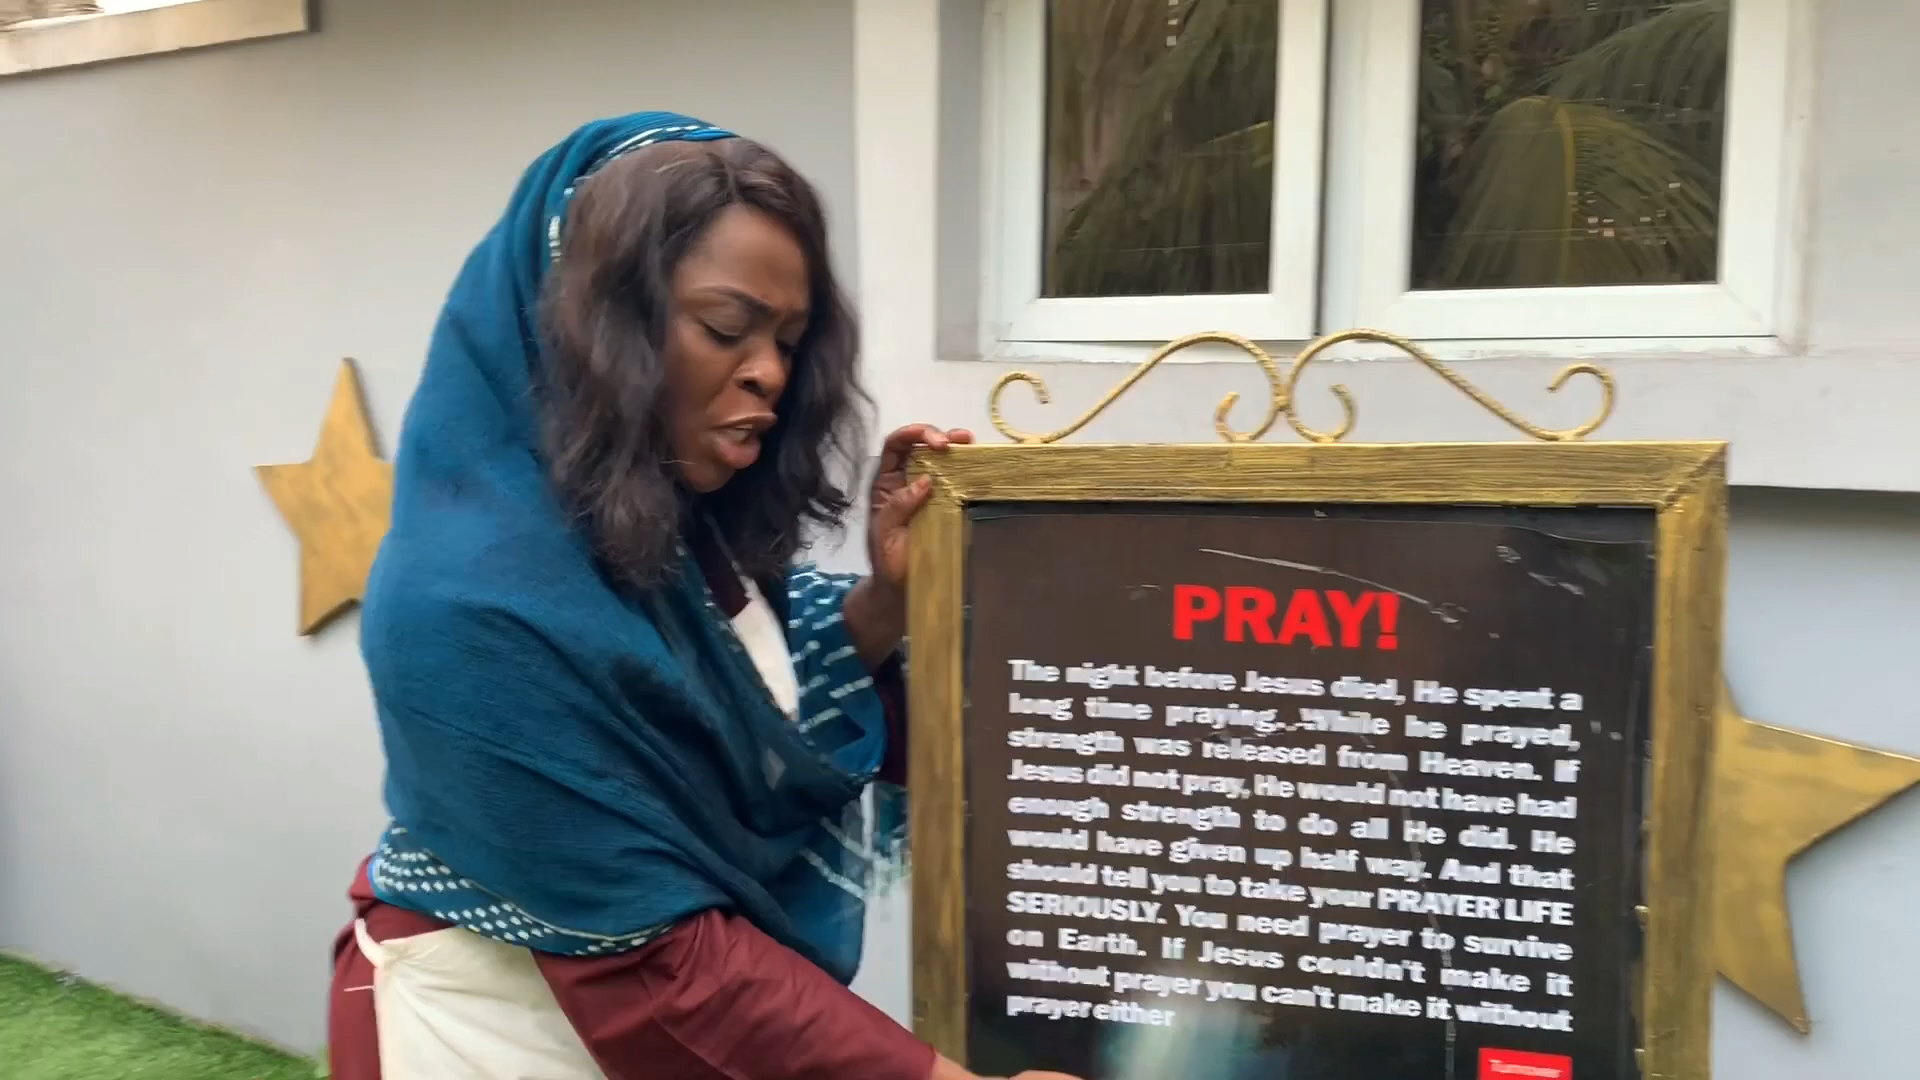 PRAY!
The night before Jesus died, He spent a
long time praying. While he prayed,
strength was released from Heaven. If
Jesus did not pray, He would not have had
enough strength to do all He did. He
would have given up half way. And that
should tell you to take your PRAYER LIFE
SERIOUSLY. You need prayer to survive
on Earth. If Jesus couldn't make it
without prayer you can't make it without
prayer either